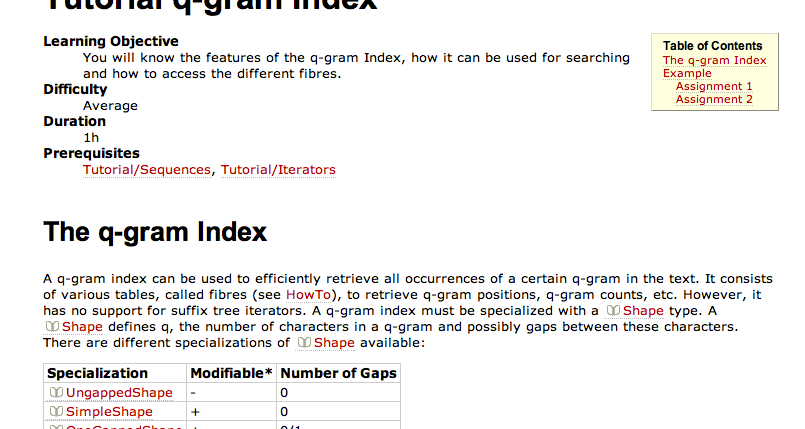 Tutorial q-gram Index
Learning Objective
You will know the features of the q-gram Index, how it can be used for searching
and how to access the different fibres.
Difficulty
Average
Duration
1h
Prerequisites
Tutorial/Sequences, Tutorial/Iterators
Table of Contents
The q-gram Index
Example
Assignment 1
Assignment 2
The q-gram Index
A q-gram index can be used to efficiently retrieve all occurrences of a certain q-gram in the text. It consists
of various tables, called fibres (see HowTo), to retrieve q-gram positions, q-gram counts, etc. However, it
has no support for suffix tree iterators. A q-gram index must be specialized with a Shape type. A
Shape defines q, the number of characters in a q-gram and possibly gaps between these characters.
There are different specializations of Shape available:
Specialization Modifiable* Number of Gaps
UngappedShape - 0
SimpleShape + 0
OneGappedShape + 0/1